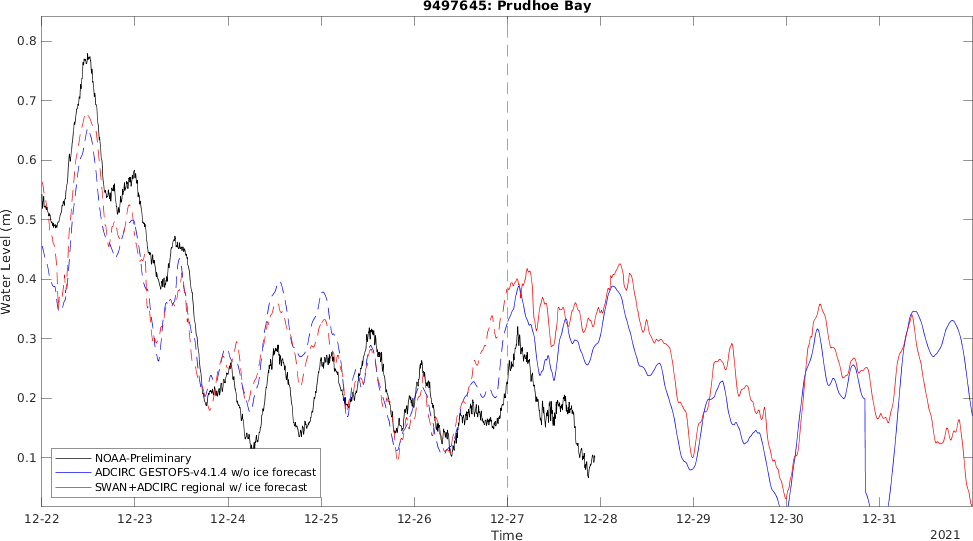 9497645: Prudhoe Bay
Water Level (m)
0.8
0.7
0.6
0.5
0.4
0.3
0.2
0.1
NOAA-Preliminary
ADCIRC GESTOFS-v4.1.4 w/o ice forecast
SWAN+ADCIRC regional w/ ice forecast
12-22 12-23 12-24 12-25 12-26 12-27 12-28 12-29 12-30 12-31
Time
2021